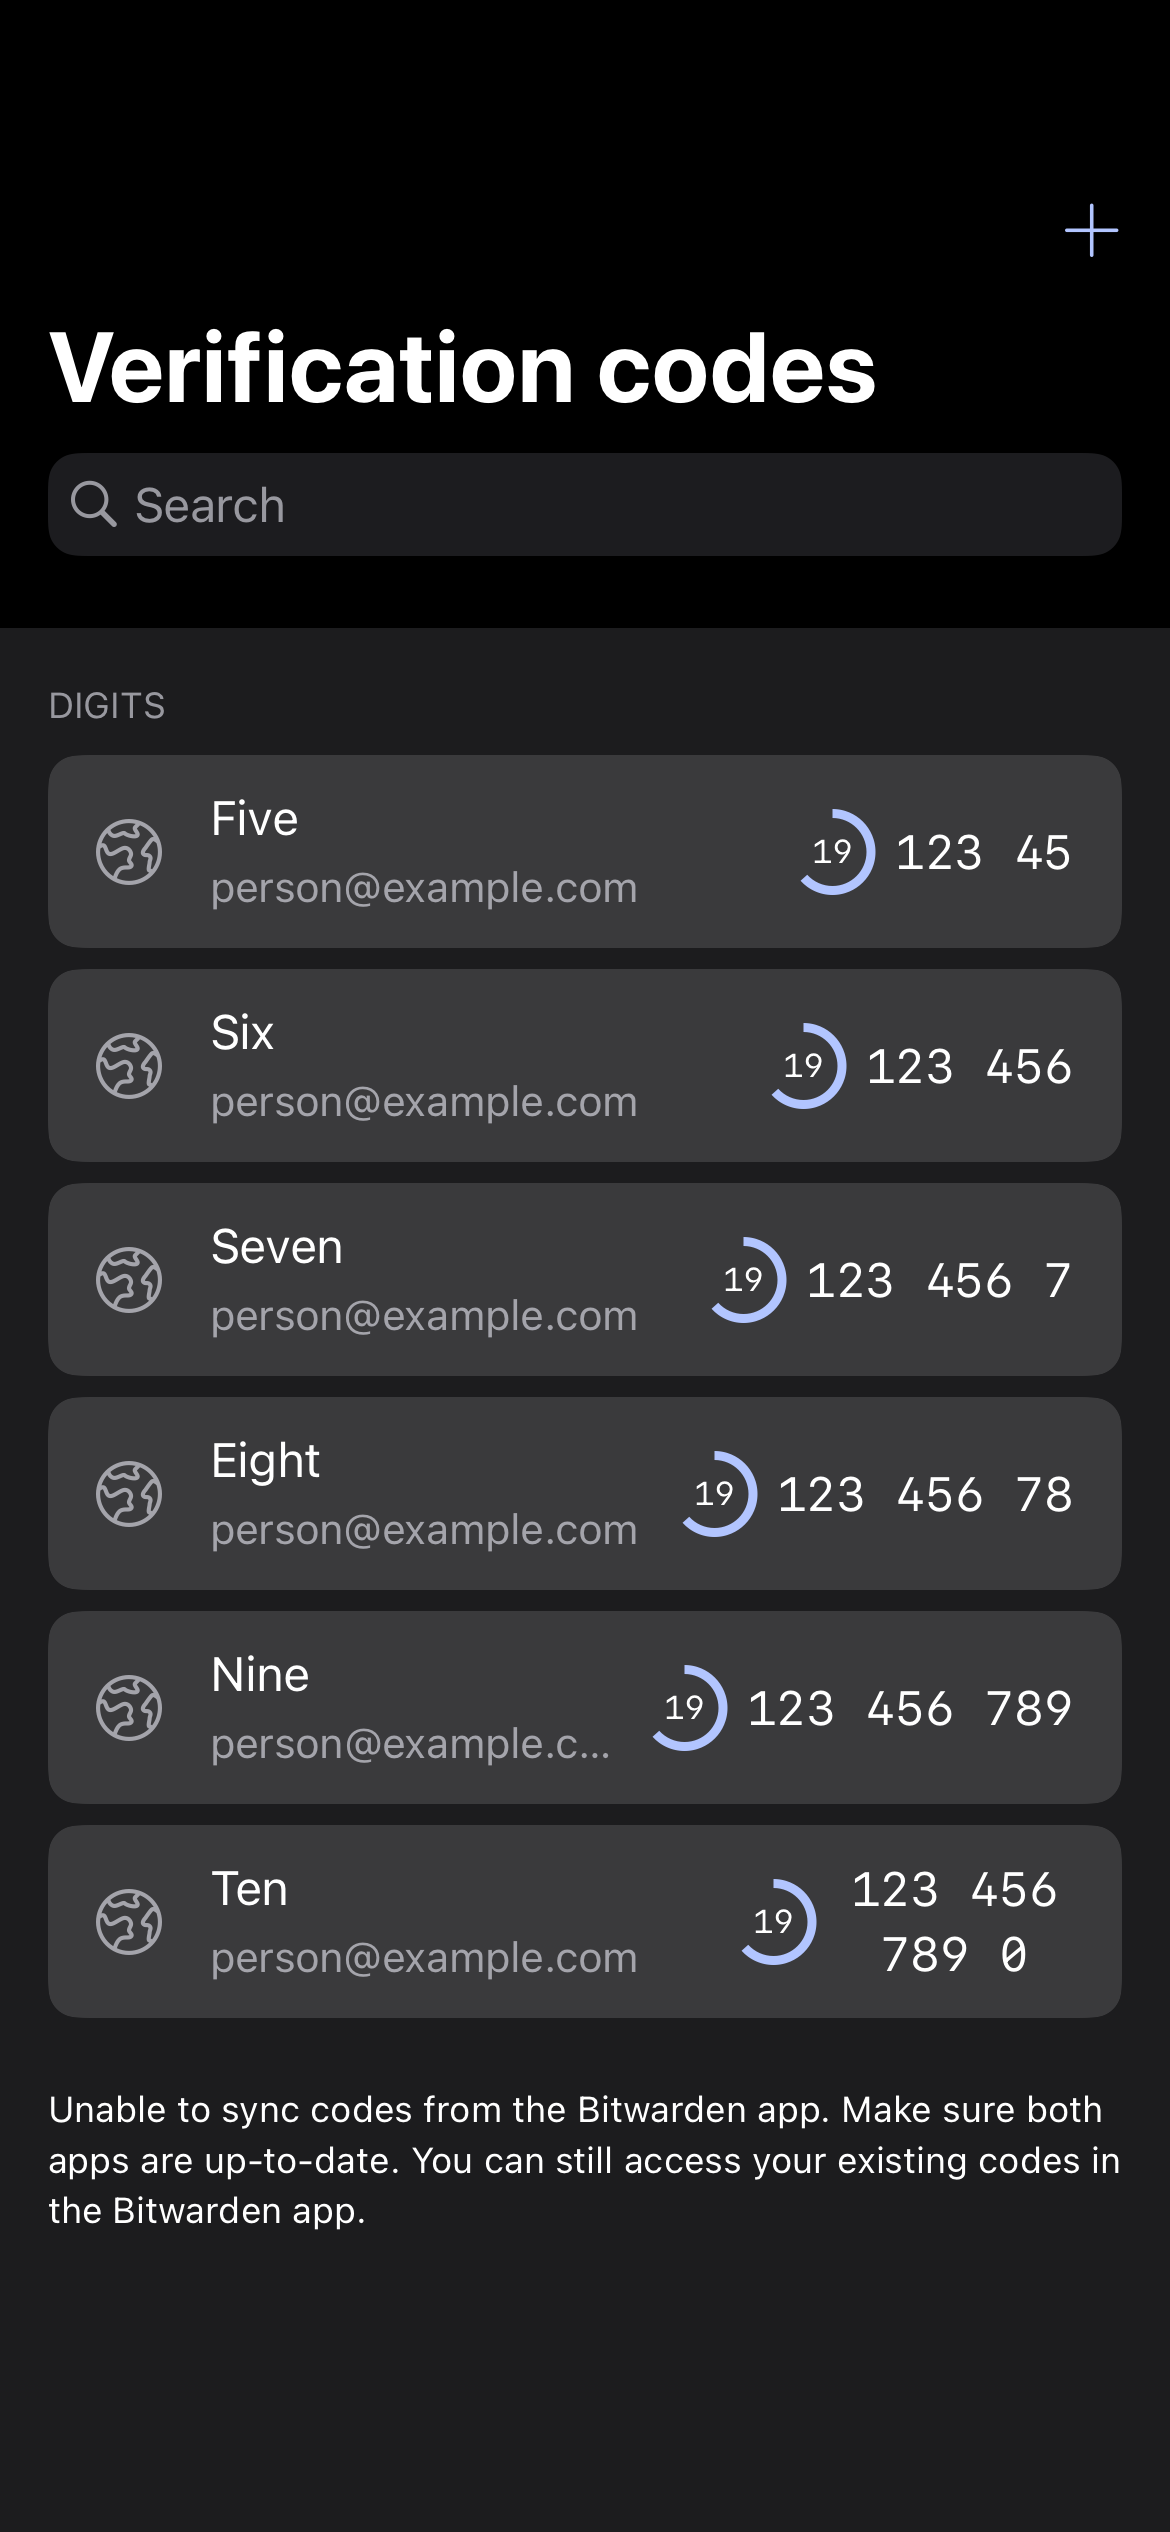 Verification codes
Search
DIGITS
Five
person@example.com
19 123 45
Six
person@example.com
19 123 456
Seven
person@example.com
19 123 456 7
Eight
person@example.com
19 123 456 78
Nine
person@example.c...
19 123 456 789
Ten
person@example.com
19 123 456
789 0
Unable to sync codes from the Bitwarden app. Make sure both
apps are up-to-date. You can still access your existing codes in
the Bitwarden app.